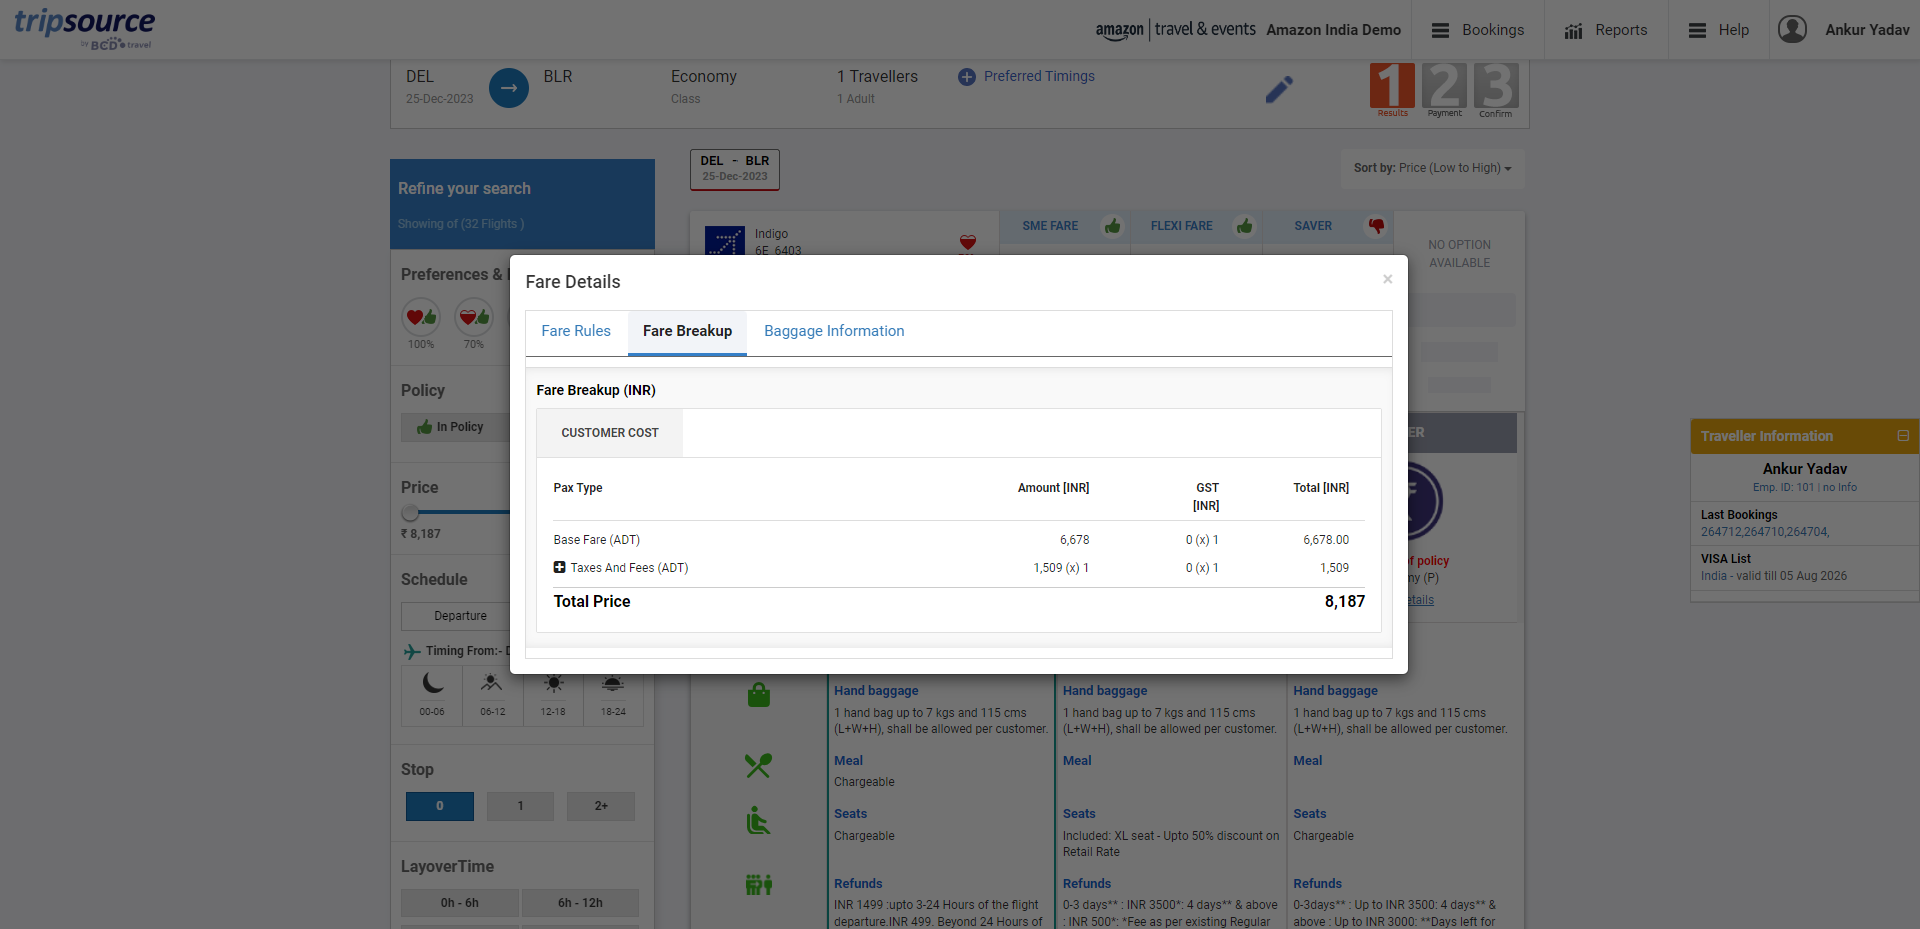 tripsource
by BCD travel
amazon travel & events Amazon India Demo
Bookings
Reports
Help
Ankur Yadav
DEL
25-Dec-2023
BLR
Economy
Class
1 Travellers
1 Adult
Preferred Timings
1 2 3
Results Payment Confirm
Refine your search
Showing of (32 Flights )
DEL - BLR
25-Dec-2023
Sort by: Price (Low to High)
Indigo
6E 6403
SME FARE
FLEXI FARE
SAVER
NO OPTION
AVAILABLE
Preferences &
100%
70%
Policy
In Policy
Price
₹ 8,187
Schedule
Departure
Timing From:-
00-06
06-12
12-18
18-24
Stop
0
1
2+
LayoverTime
0h - 6h
6h - 12h
Fare Details
×
Fare Rules
Fare Breakup
Baggage Information
Fare Breakup (INR)
CUSTOMER COST
Pax Type Amount [INR] GST [INR] Total [INR]
Base Fare (ADT) 6,678 0 (x) 1 6,678.00
Taxes And Fees (ADT) 1,509 (x) 1 0 (x) 1 1,509
Total Price 8,187
ER
of policy
my (P)
etails
Traveller Information
Ankur Yadav
Emp. ID: 101 | no Info
Last Bookings
264712,264710,264704,
VISA List
India - valid till 05 Aug 2026
Hand baggage
1 hand bag up to 7 kgs and 115 cms
(L+W+H), shall be allowed per customer.
Meal
Chargeable
Seats
Chargeable
Refunds
INR 1499 :upto 3-24 Hours of the flight
departure.INR 499. Beyond 24 Hours of
Hand baggage
1 hand bag up to 7 kgs and 115 cms
(L+W+H), shall be allowed per customer.
Meal
Seats
Included: XL seat - Upto 50% discount on
Retail Rate
Refunds
0-3 days** : INR 3500*: 4 days** & above
: INR 500*: *Fee as per existing Regular
Hand baggage
1 hand bag up to 7 kgs and 115 cms
(L+W+H), shall be allowed per customer.
Meal
Seats
Chargeable
Refunds
0-3days** : Up to INR 3500: 4 days** &
above : Up to INR 3000: **Days left for